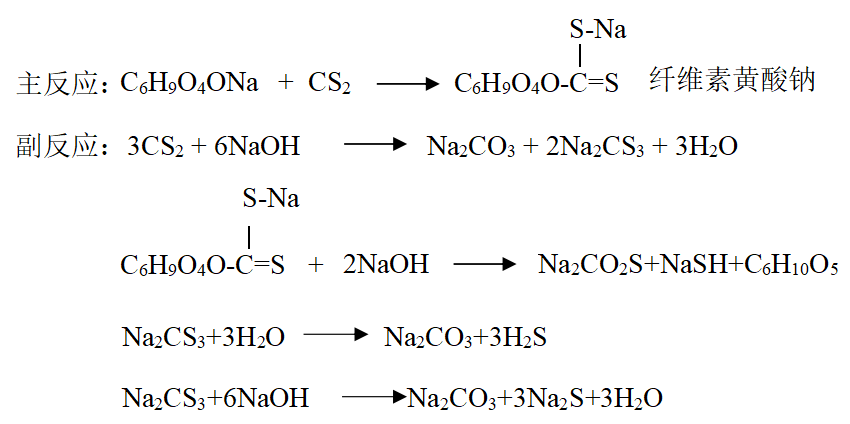 S-Na
主反应：C₆H₉O₄ONa + CS₂ ⟶ C₆H₉O₄O-C=S 纤维素黄酸钠
副反应：3CS₂ + 6NaOH ⟶ Na₂CO₃ + 2Na₂CS₃ + 3H₂O
S-Na
C₆H₉O₄O-C=S + 2NaOH ⟶ Na₂CO₂S+NaSH+C₆H₁₀O₅
Na₂CS₃+3H₂O ⟶ Na₂CO₃+3H₂S
Na₂CS₃+6NaOH ⟶ Na₂CO₃+3Na₂S+3H₂O